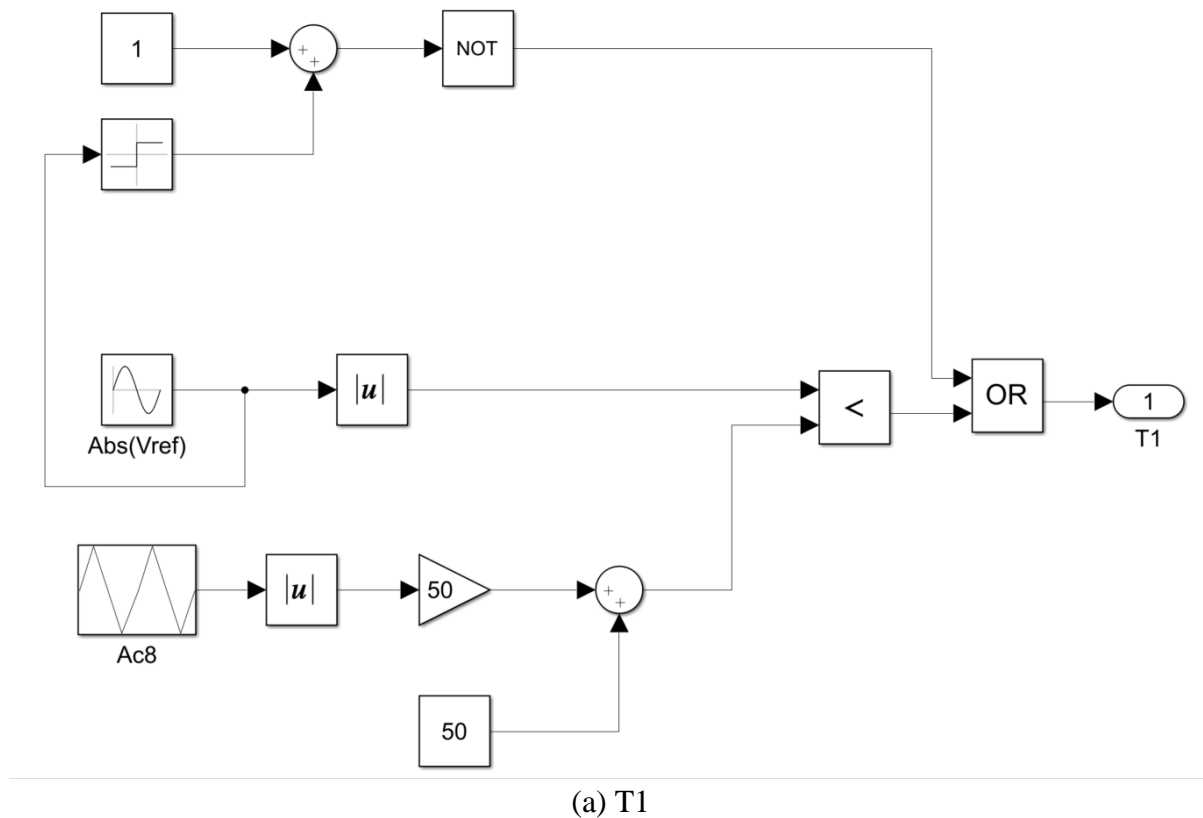 1
+
+
NOT
|u|
<
OR
1
T1
Abs(Vref)
|u|
50
+
+
Ac8
50
(a) T1